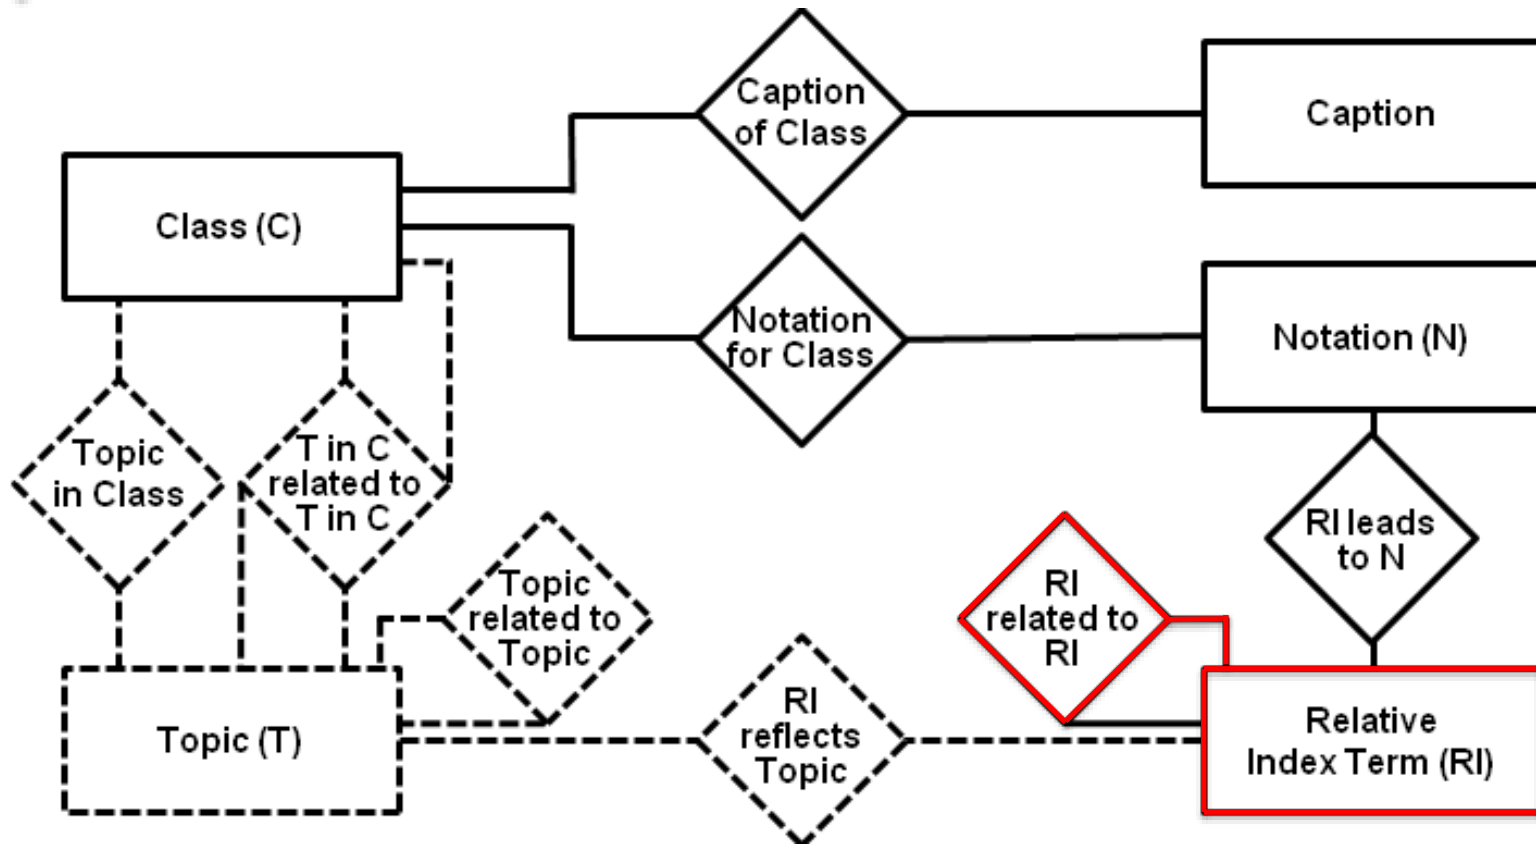 Caption
of Class
Caption
Class (C)
Notation
for Class
Notation (N)
Topic
in Class
T in C
related to
T in C
RI leads
to N
Topic
related to
Topic
RI
related to
RI
Topic (T)
RI
reflects
Topic
Relative
Index Term (RI)